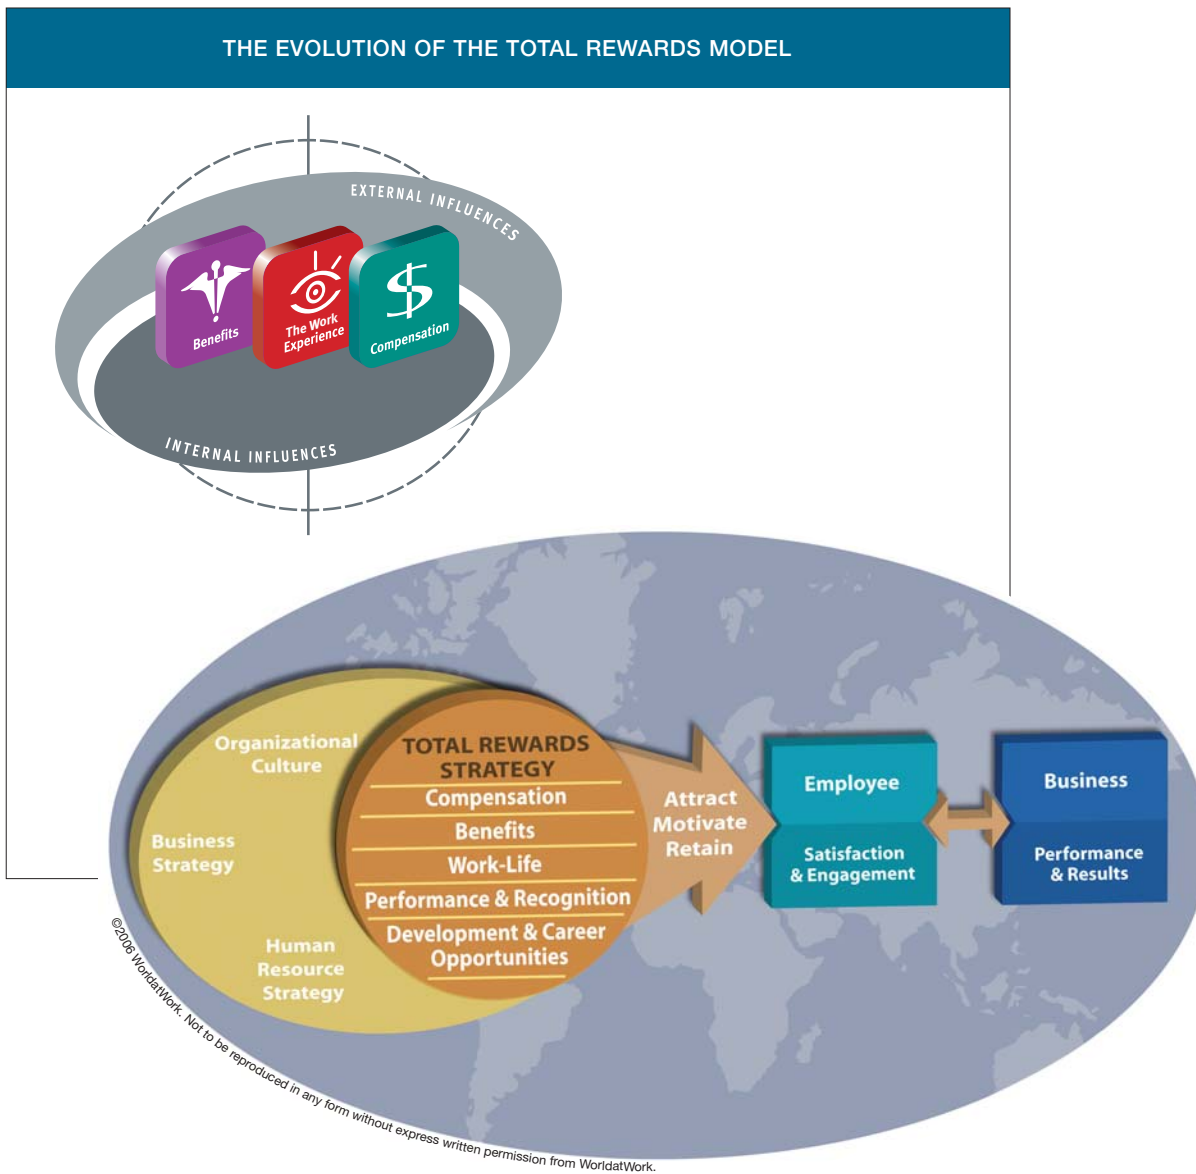 THE EVOLUTION OF THE TOTAL REWARDS MODEL
EXTERNAL INFLUENCES
Benefits
The Work
Experience
$
Compensation
INTERNAL INFLUENCES
Organizational
Culture
Business
Strategy
Human
Resource
Strategy
TOTAL REWARDS
STRATEGY
Compensation
Benefits
Work-Life
Performance & Recognition
Development & Career
Opportunities
Attract
Motivate
Retain
Employee
Satisfaction
& Engagement
Business
Performance
& Results
©2006 WorldatWork. Not to be reproduced in any form without express written permission from WorldatWork.